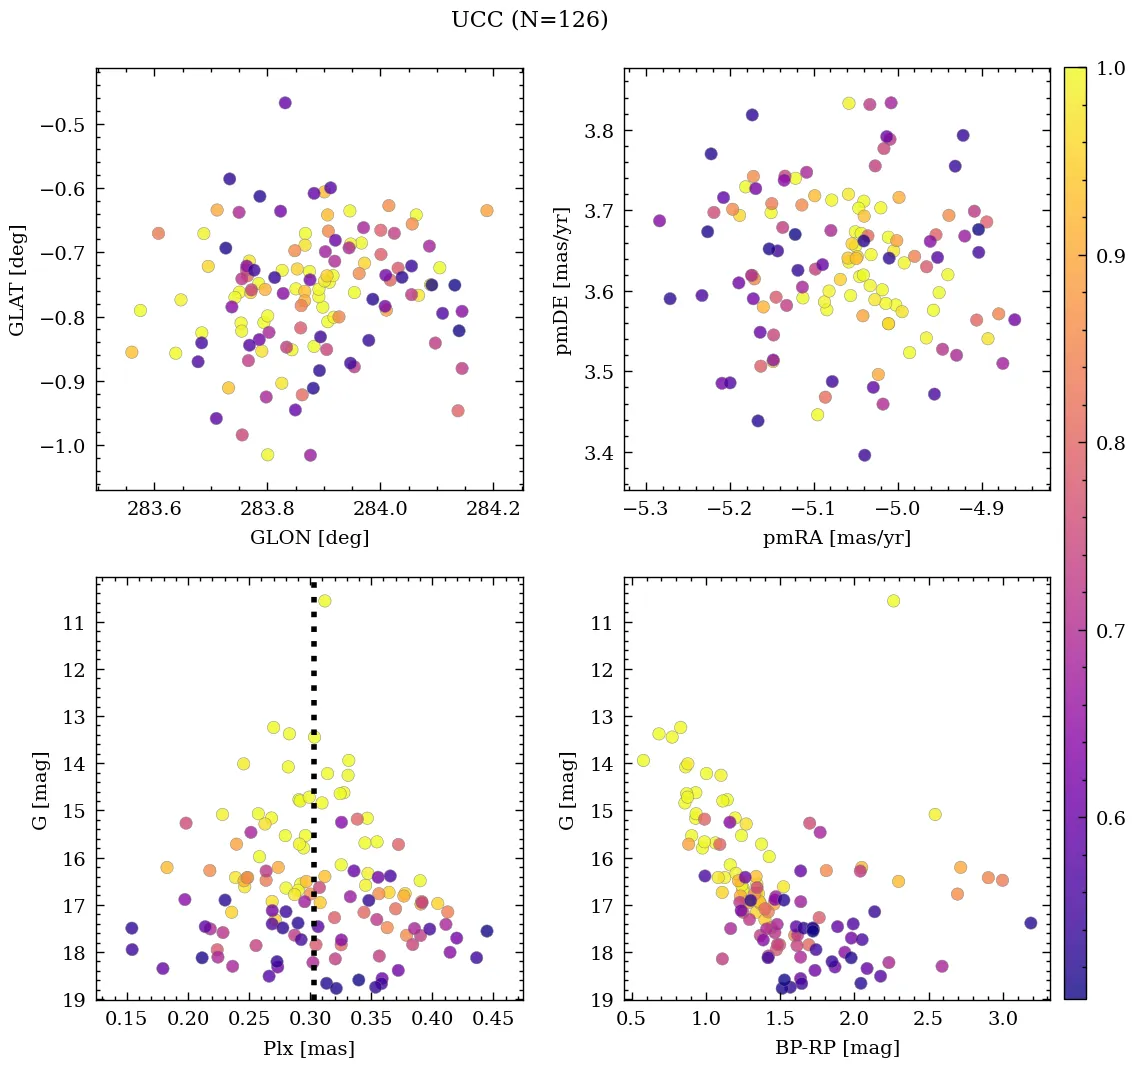 UCC (N=126)
−0.5
−0.6
−0.7
−0.8
−0.9
−1.0
GLAT [deg]
283.6 283.8 284.0 284.2
GLON [deg]
3.8
3.7
3.6
3.5
3.4
pmDE [mas/yr]
−5.3 −5.2 −5.1 −5.0 −4.9
pmRA [mas/yr]
1.0
0.9
0.8
0.7
0.6
11
12
13
14
15
16
17
18
19
G [mag]
0.15 0.20 0.25 0.30 0.35 0.40 0.45
Plx [mas]
11
12
13
14
15
16
17
18
19
G [mag]
0.5 1.0 1.5 2.0 2.5 3.0
BP-RP [mag]